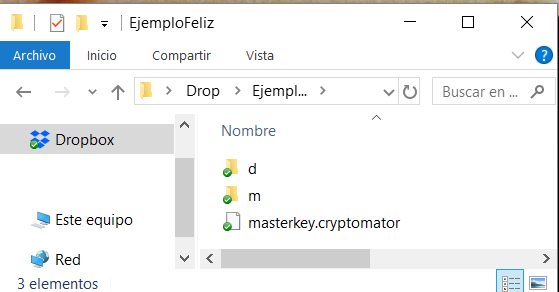 EjemploFeliz
Archivo Inicio Compartir Vista
Drop Ejempl... Buscar en ...
Nombre
Dropbox
d
m
Este equipo
masterkey.cryptomator
Red
3 elementos